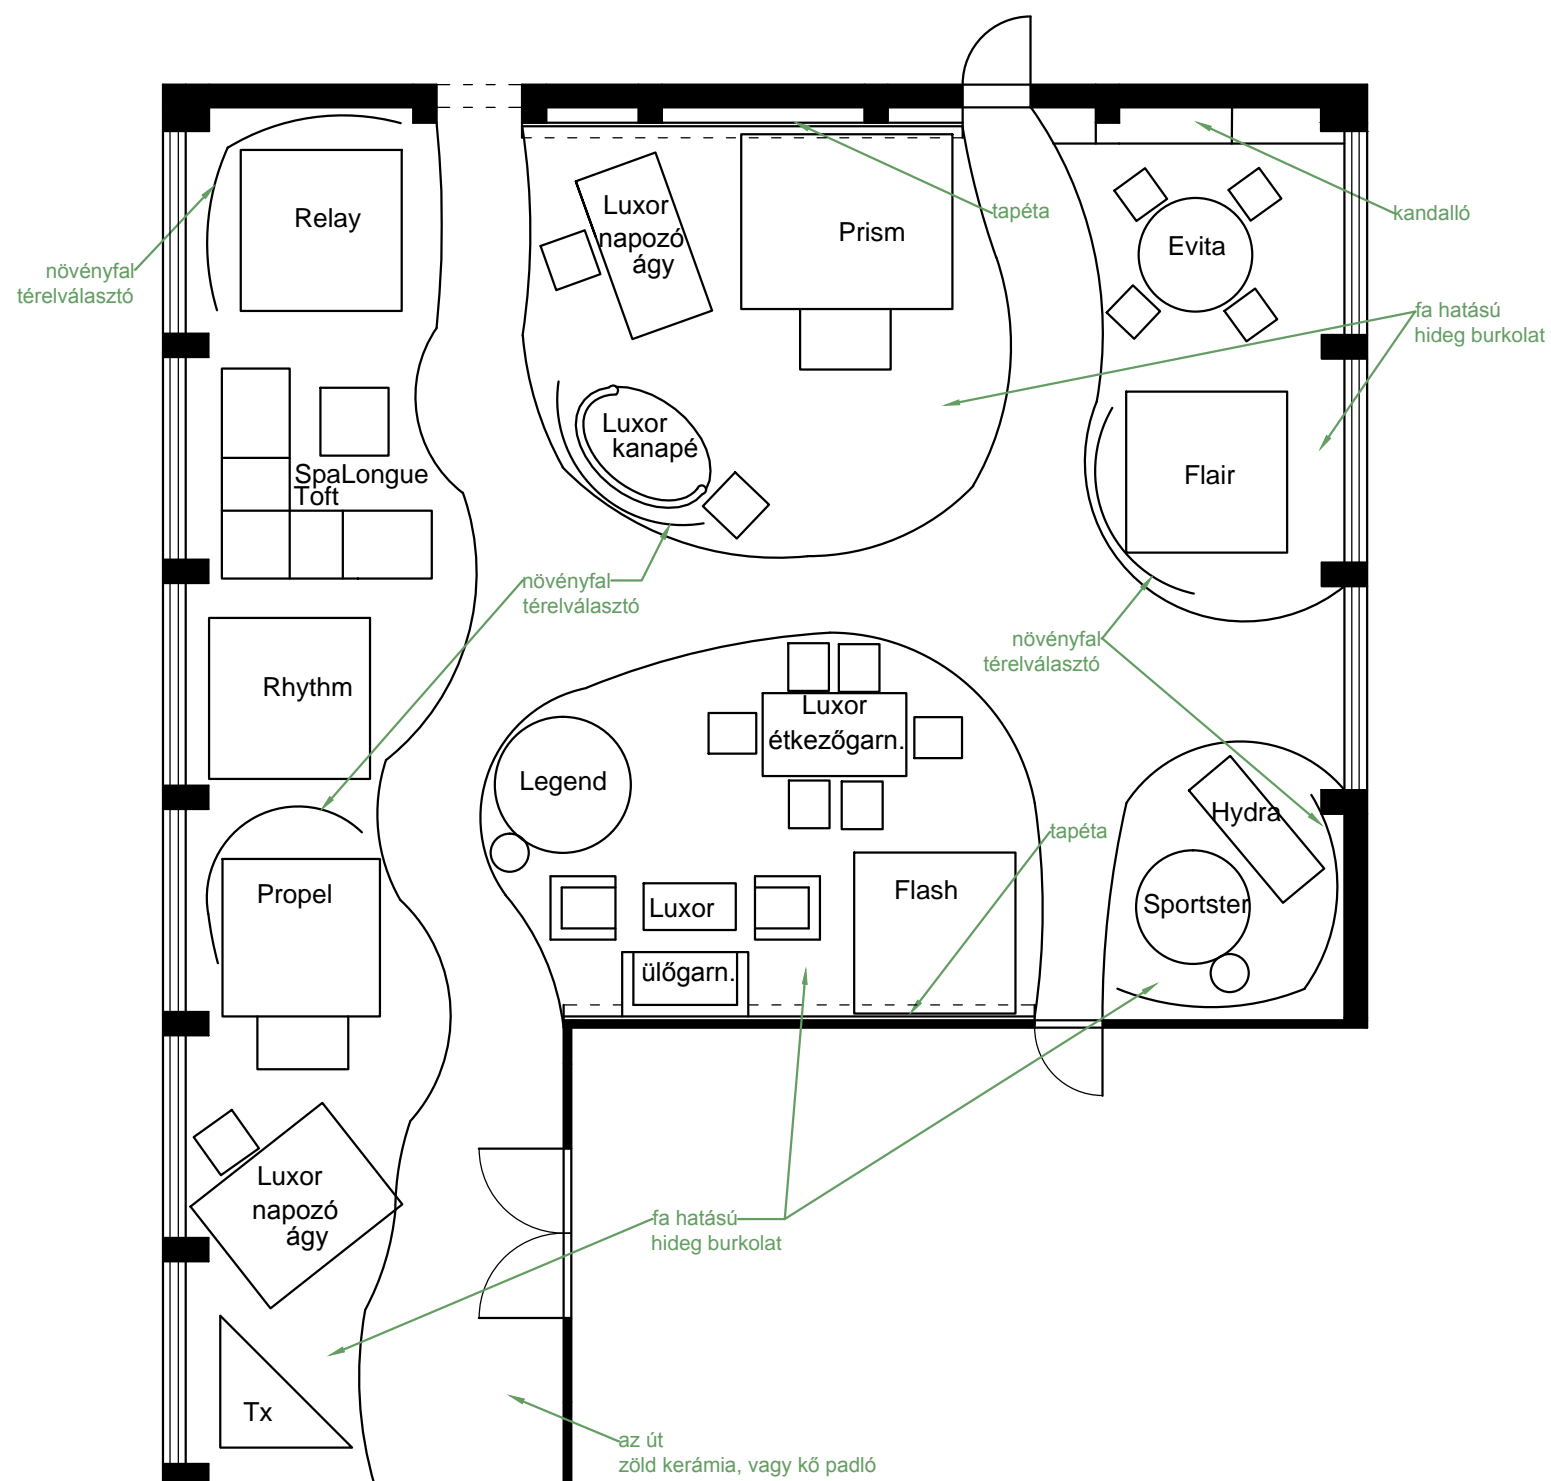 Relay
Luxor
napozó
ágy
Prism
tapéta
Evita
kandalló
növényfal
térelválasztó
fa hatású
hideg burkolat
Luxor
kanapé
SpaLongue
Toft
Flair
növényfal
térelválasztó
növényfal
térelválasztó
Rhythm
Luxor
étkezőgarn.
Legend
Hydra
tapéta
Propel
Luxor
Flash
Sportster
ülőgarn.
Luxor
napozó
ágy
fa hatású
hideg burkolat
Tx
az út
zöld kerámia, vagy kő padló